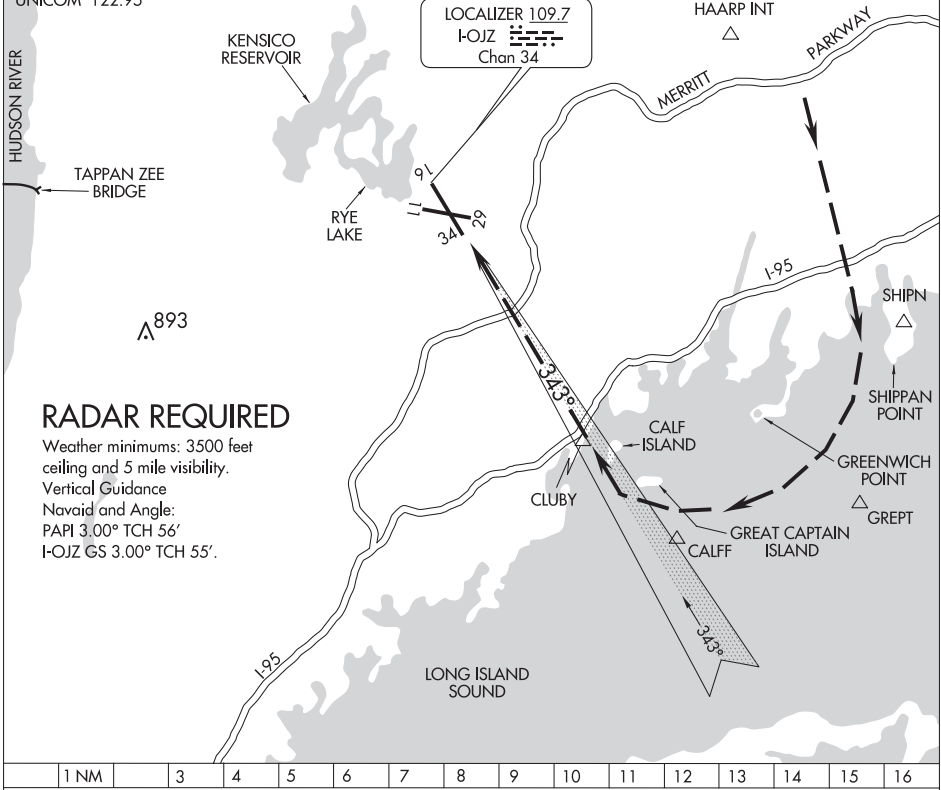 UNICOM 122.95
LOCALIZER 109.7
I-OJZ
Chan 34
HAARP INT
KENSICO
RESERVOIR
PARKWAY
MERRITT
HUDSON RIVER
TAPPAN ZEE
BRIDGE
16
11
29
34
RYE
LAKE
I-95
SHIPN
893
343°
SHIPPAN
POINT
RADAR REQUIRED
Weather minimums: 3500 feet
ceiling and 5 mile visibility.
Vertical Guidance
Navaid and Angle:
PAPI 3.00° TCH 56'
I-OJZ GS 3.00° TCH 55'.
CALF
ISLAND
GREENWICH
POINT
CLUBY
GREPT
GREAT CAPTAIN
ISLAND
CALFF
343°
I-95
LONG ISLAND
SOUND
1 NM 3 4 5 6 7 8 9 10 11 12 13 14 15 16